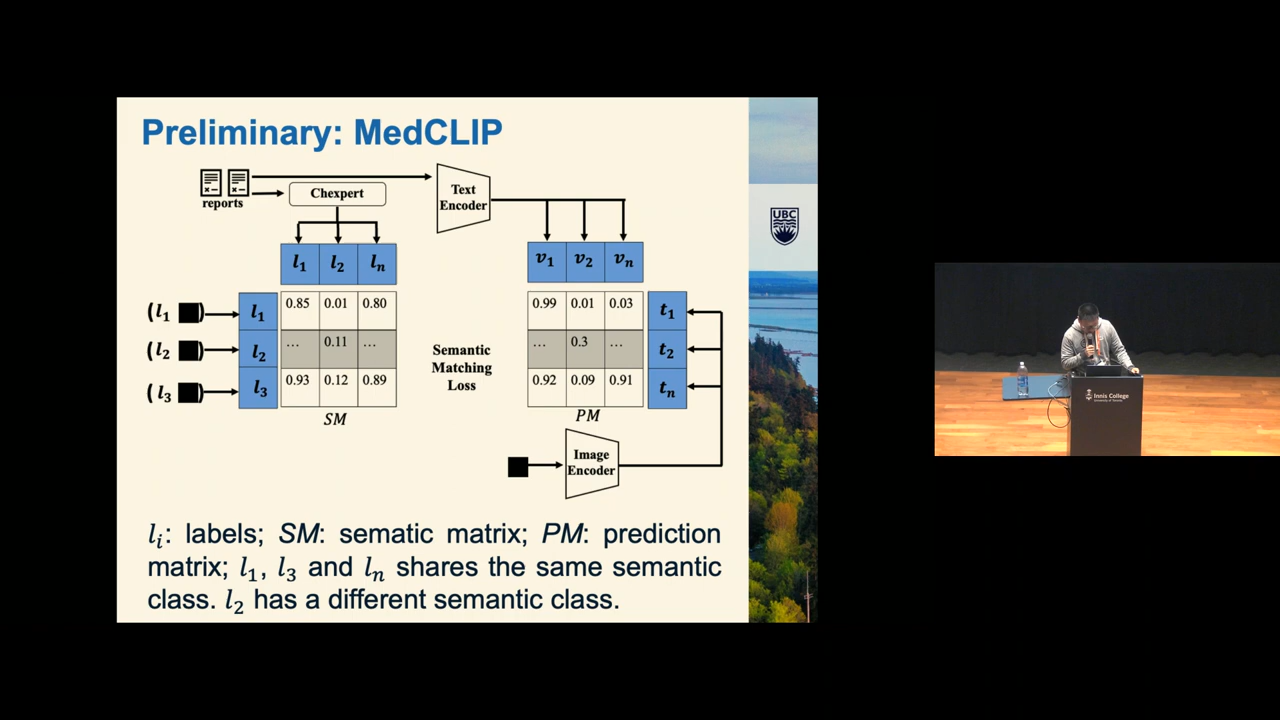 Preliminary: MedCLIP
reports
Chexpert
Text
Encoder
l1 l2 ln
v1 v2 vn
(l1 ) l1 0.85 0.01 0.80
(l2 ) l2 ... 0.11 ...
(l3 ) l3 0.93 0.12 0.89
SM
Semantic
Matching
Loss
0.99 0.01 0.03 t1
... 0.3 ... t2
0.92 0.09 0.91 tn
PM
Image
Encoder
li: labels; SM: sematic matrix; PM: prediction
matrix; l1, l3 and ln shares the same semantic
class. l2 has a different semantic class.
UBC
Innis College